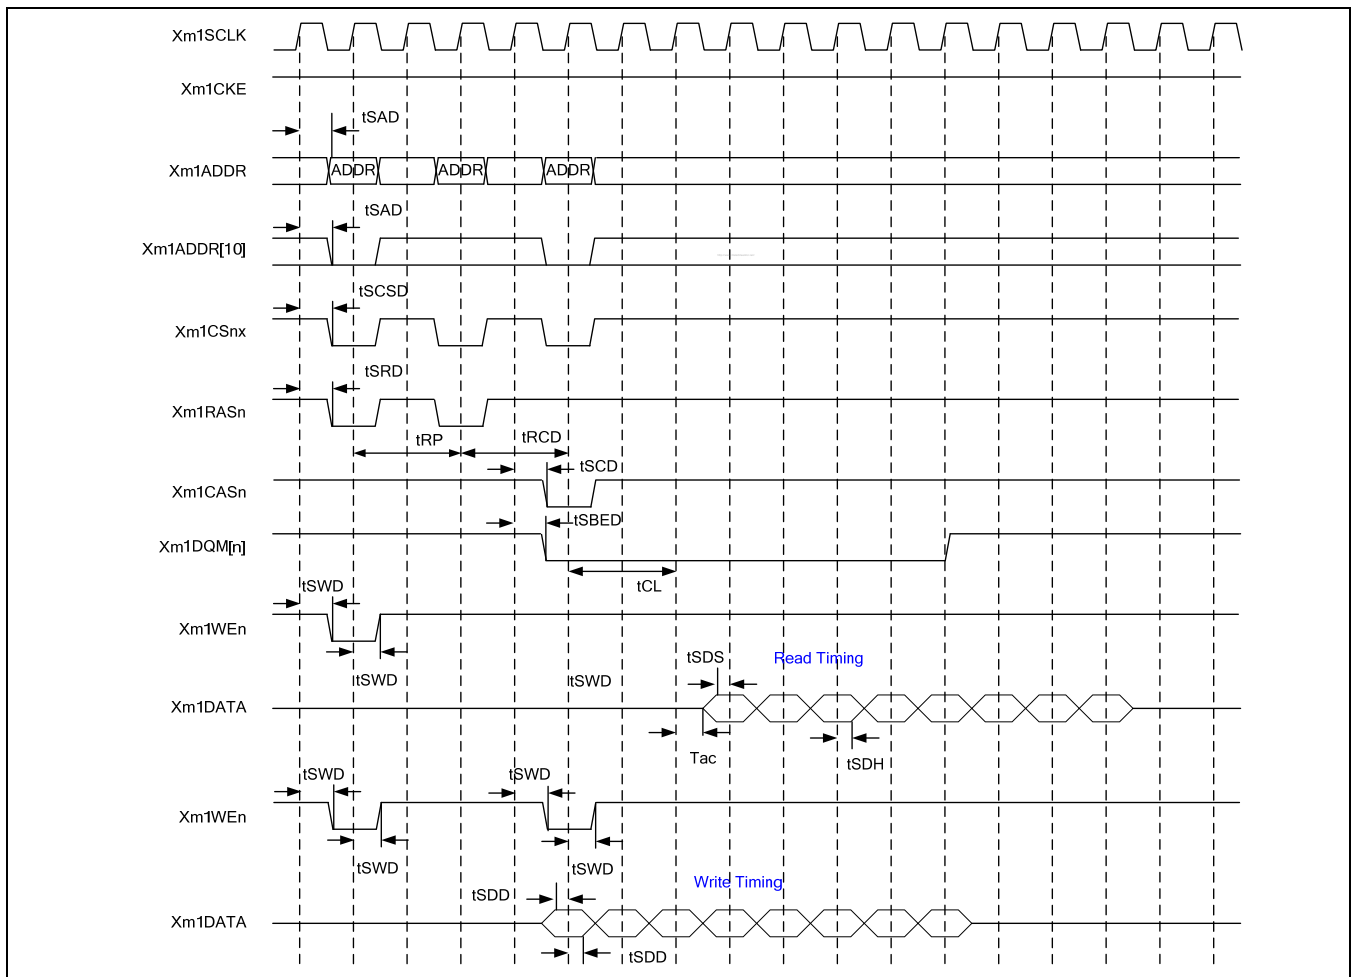 Xm1SCLK
Xm1CKE
tSAD
Xm1ADDR
ADDR ADDR ADDR
tSAD
Xm1ADDR[10]
tSCSD
Xm1CSnx
tSRD
Xm1RASn
tRP tRCD
tSCD
Xm1CASn
tSBED
Xm1DQM[n]
tCL
tSWD
Xm1WEn
tSDS Read Timing
tSWD tSWD
Xm1DATA
Tac tSDH
tSWD tSWD
Xm1WEn
tSWD tSWD
Write Timing
tSDD
Xm1DATA
tSDD